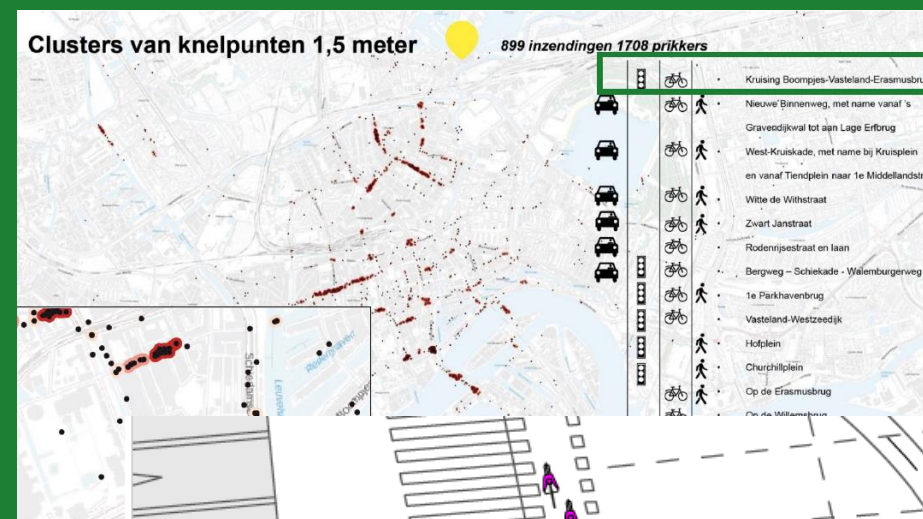 Clusters van knelpunten 1,5 meter
899 inzendingen 1708 prikkers
Kruising Boompjes-Vasteland-Erasmusbru
Nieuwe Binnenweg, met name vanaf 's
Gravendijkwal tot aan Lage Erfbrug
West-Kruiskade, met name bij Kruisplein
en vanaf Tiendplein naar 1e Middellandstr
Witte de Withstraat
Zwart Janstraat
Rodenrijsestraat en laan
Bergweg – Schiekade - Walemburgerweg
1e Parkhavenbrug
Vasteland-Westzeedijk
Hofplein
Churchillplein
Op de Erasmusbrug
Op de Willemsbrug